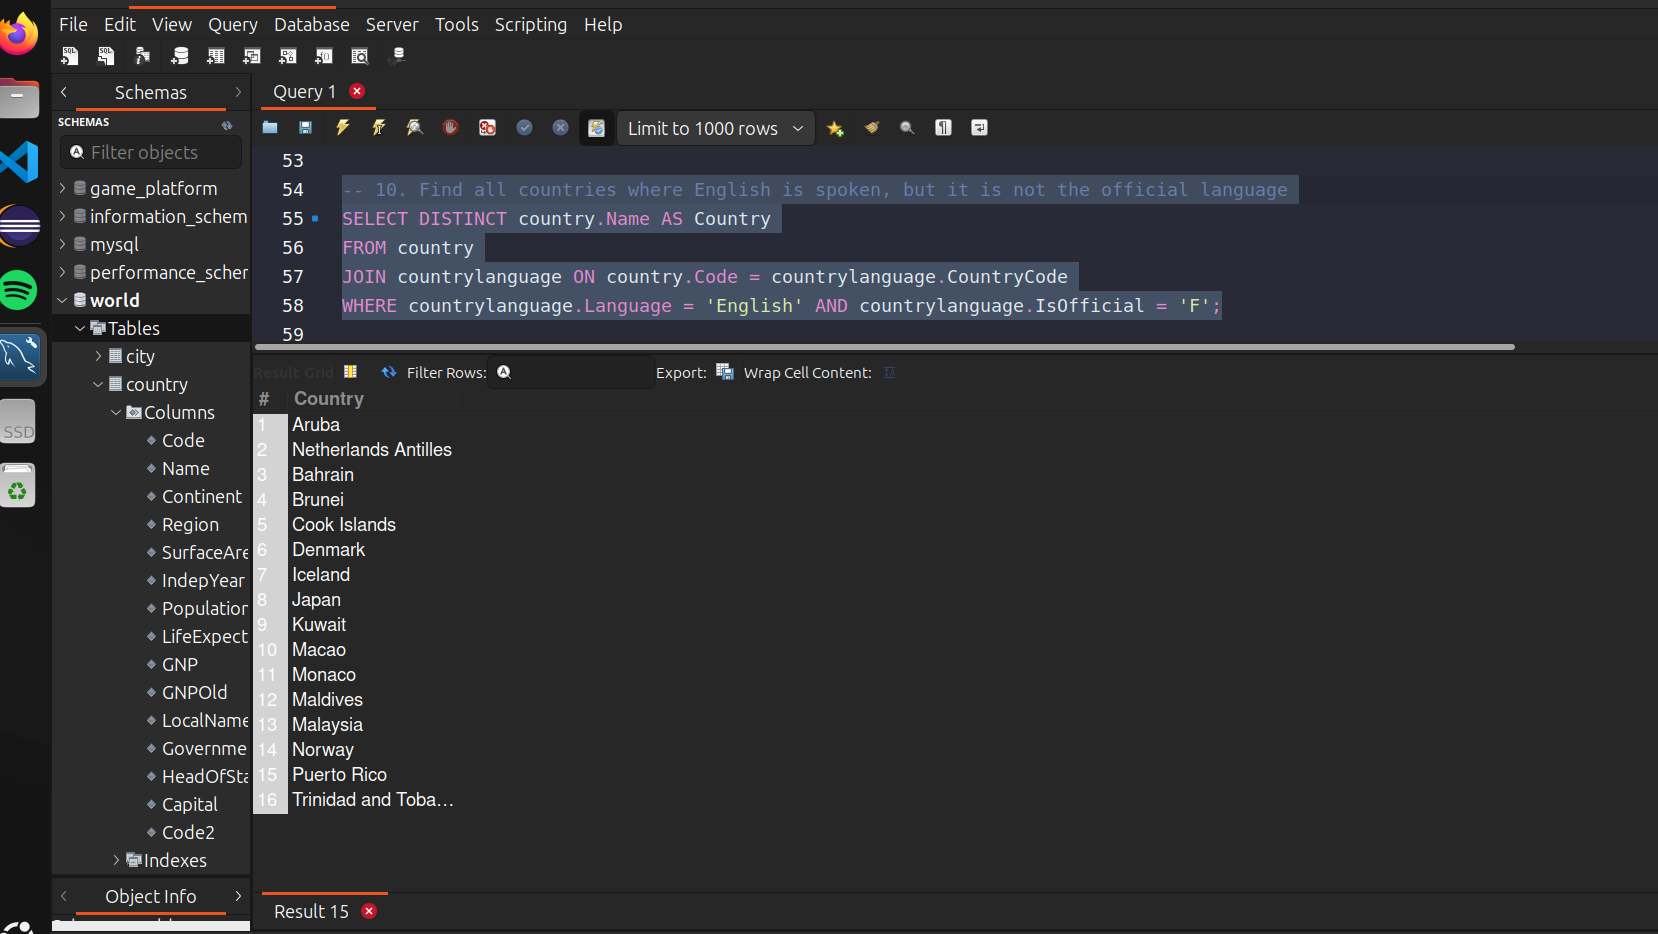 File Edit View Query Database Server Tools Scripting Help
Schemas
Query 1
SCHEMAS
Filter objects
Limit to 1000 rows
game_platform
information_schem
mysql
performance_scher
world
Tables
city
country
Columns
Code
Name
Continent
Region
SurfaceAre
IndepYear
Population
LifeExpect
GNP
GNPOld
LocalName
Governme
HeadOfSta
Capital
Code2
Indexes
Object Info
SSD
53
54 -- 10. Find all countries where English is spoken, but it is not the official language
55 SELECT DISTINCT country.Name AS Country
56 FROM country
57 JOIN countrylanguage ON country.Code = countrylanguage.CountryCode
58 WHERE countrylanguage.Language = 'English' AND countrylanguage.IsOfficial = 'F';
59
Result Grid Filter Rows: Export: Wrap Cell Content:
# Country
1 Aruba
2 Netherlands Antilles
3 Bahrain
4 Brunei
5 Cook Islands
6 Denmark
7 Iceland
8 Japan
9 Kuwait
10 Macao
11 Monaco
12 Maldives
13 Malaysia
14 Norway
15 Puerto Rico
16 Trinidad and Toba…
Result 15